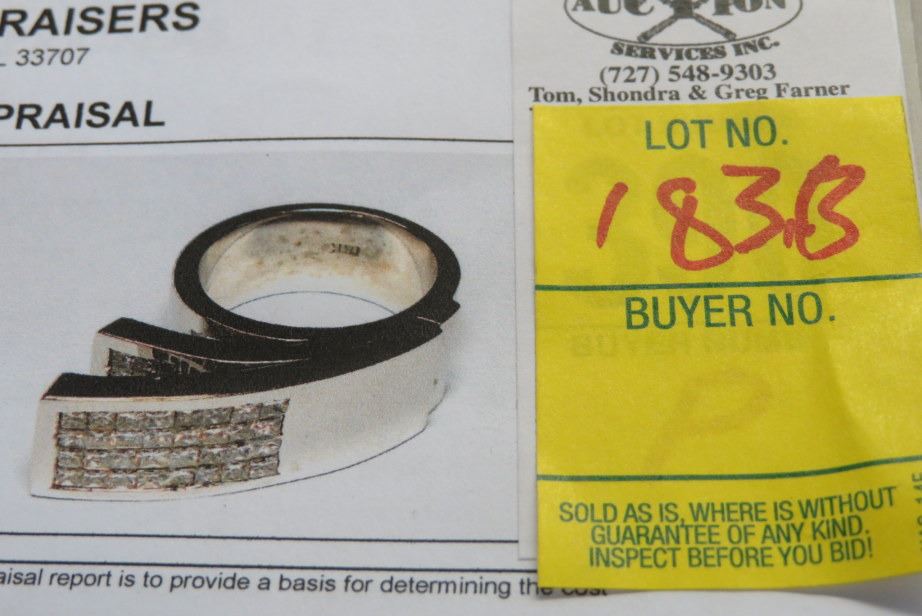 RAISERS
L 33707
PRAISAL
AUCTION
SERVICES INC.
(727) 548-9303
Tom, Shondra & Greg Farner
LOT NO.
183.B
BUYER NO.
SOLD AS IS, WHERE IS WITHOUT
GUARANTEE OF ANY KIND.
INSPECT BEFORE YOU BID!
aisal report is to provide a basis for determining the cost